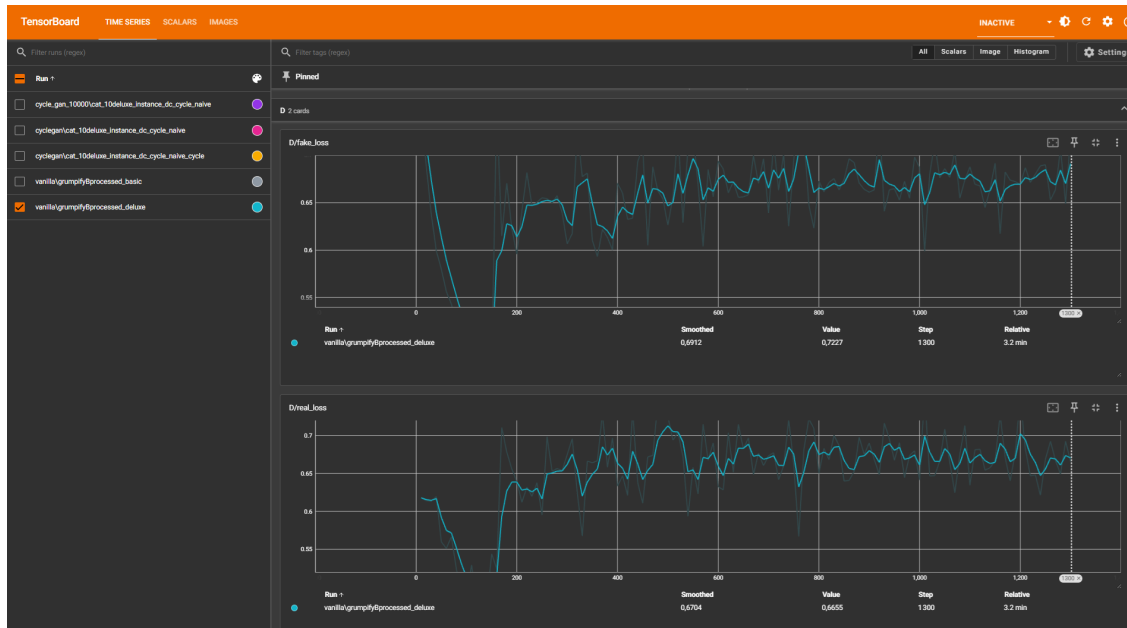 TensorBoard TIME SERIES SCALARS IMAGES INACTIVE
Filter runs (regex)
Run ↑
cycle_gan_10000\cat_10deluxe_instance_dc_cycle_naive
cyclegan\cat_10deluxe_instance_dc_cycle_naive
cyclegan\cat_10deluxe_instance_dc_cycle_naive_cycle
vanilla\grumpifyBprocessed_basic
vanilla\grumpifyBprocessed_deluxe
Filter tags (regex)
All Scalars Image Histogram
Setting
Pinned
D 2 cards
D/fake_loss
0.65
0.6
0.55
0 200 400 600 800 1,000 1,200 1300
Run ↑ Smoothed Value Step Relative
vanilla\grumpifyBprocessed_deluxe 0,6912 0,7227 1300 3.2 min
D/real_loss
0.7
0.65
0.6
0.55
0 200 400 600 800 1,000 1,200 1300
Run ↑ Smoothed Value Step Relative
vanilla\grumpifyBprocessed_deluxe 0,6704 0,6655 1300 3.2 min